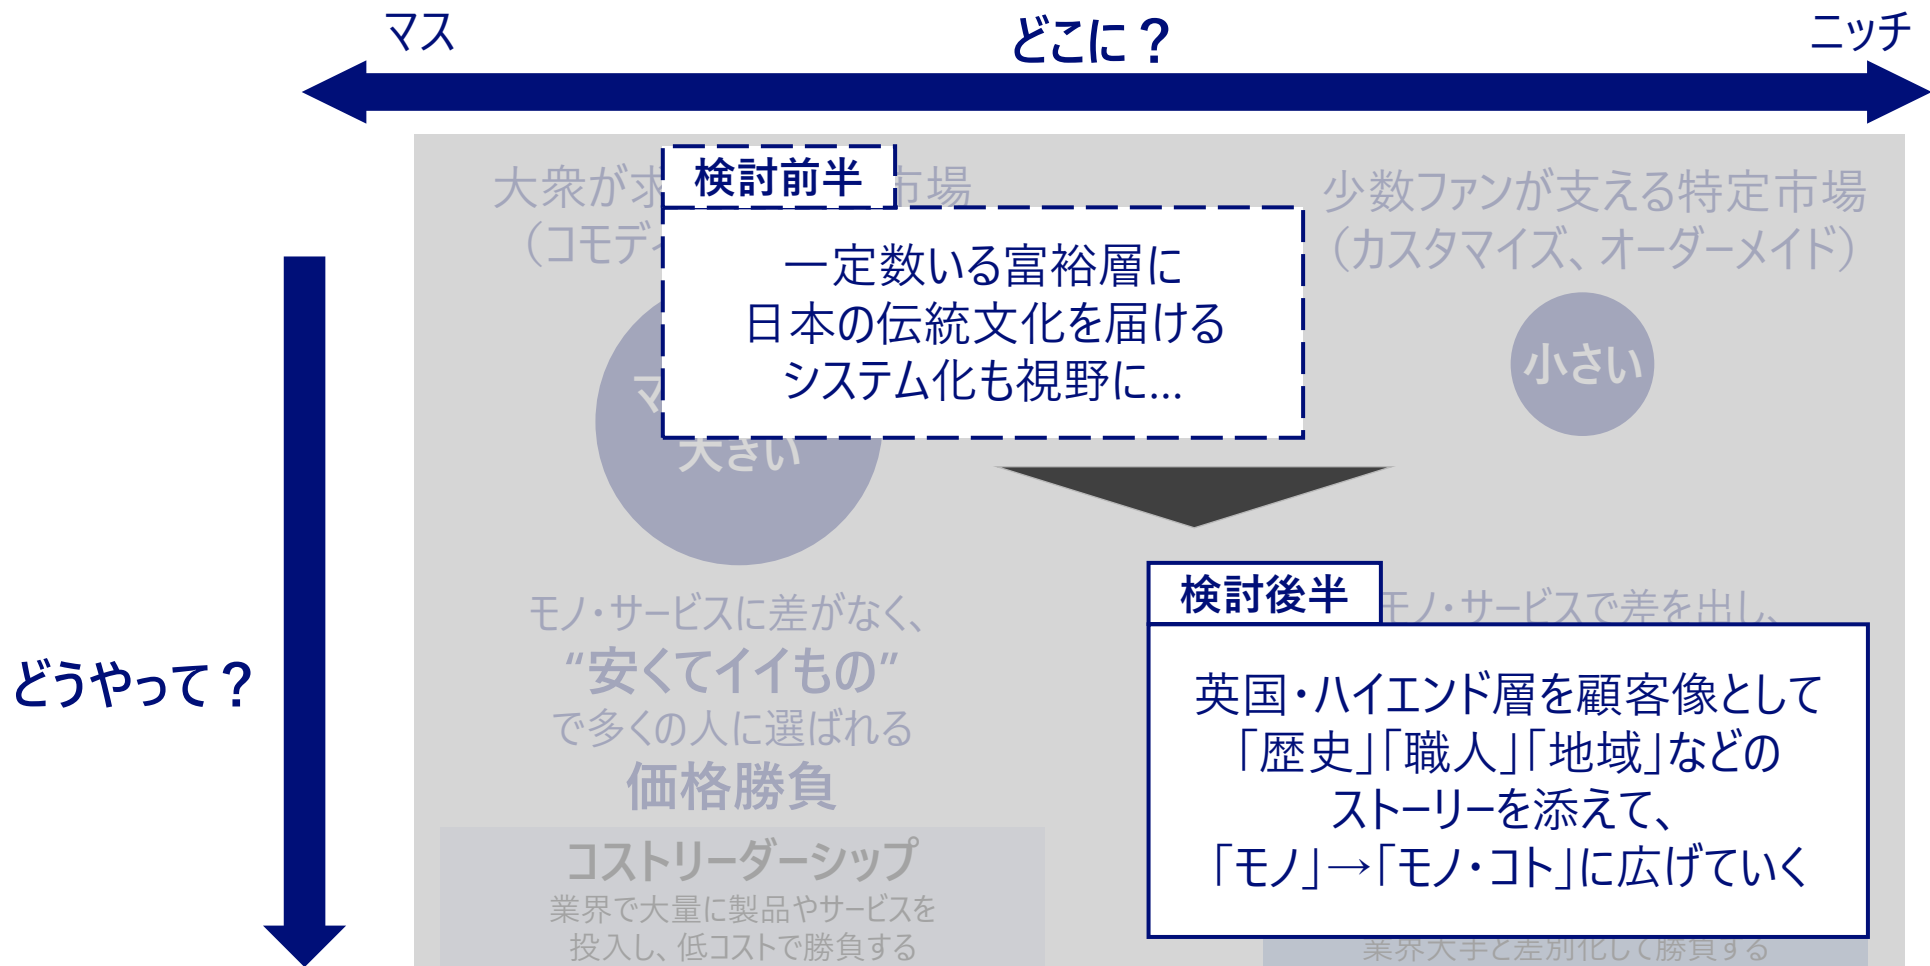 マス
どこに？
ニッチ
検討前半
大衆が求 市場
（コモデ
一定数いる富裕層に
日本の伝統文化を届ける
システム化も視野に...
大きい
少数ファンが支える特定市場
（カスタマイズ、オーダーメイド）
小さい
どうやって？
モノ・サービスに差がなく、
“安くてイイもの”
で多くの人に選ばれる
価格勝負
コストリーダーシップ
業界で大量に製品やサービスを
投入し、低コストで勝負する
検討後半
モノ・サービスで差を出し、
英国・ハイエンド層を顧客像として
「歴史」「職人」「地域」などの
ストーリーを添えて、
「モノ」→「モノ・コト」に広げていく
業界大手と差別化して勝負する